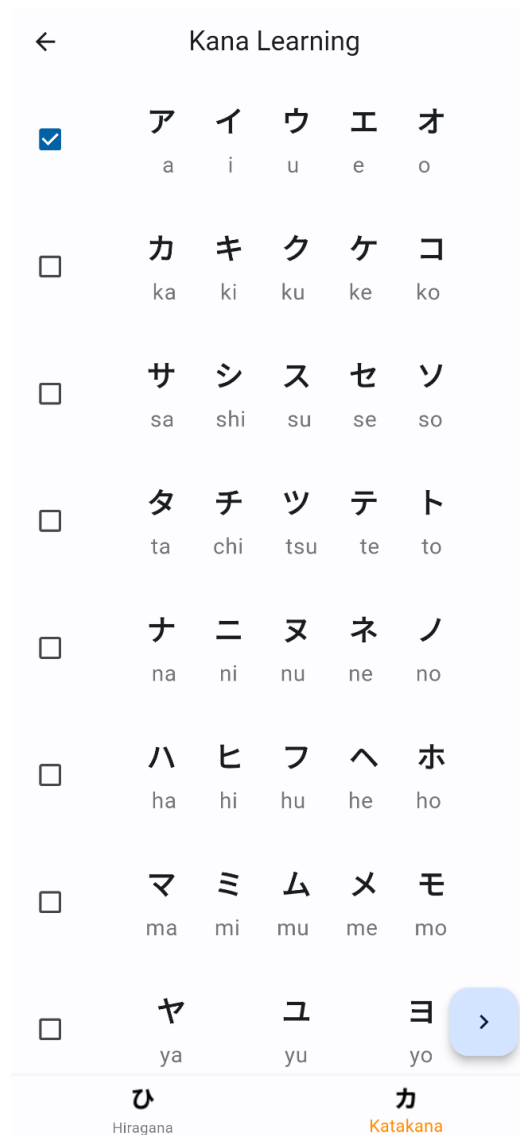 Kana Learning
ア イ ウ エ オ
a i u e o
カ キ ク ケ コ
ka ki ku ke ko
サ シ ス セ ソ
sa shi su se so
タ チ ツ テ ト
ta chi tsu te to
ナ ニ ヌ ネ ノ
na ni nu ne no
ハ ヒ フ ヘ ホ
ha hi hu he ho
マ ミ ム メ モ
ma mi mu me mo
ヤ ユ ヨ
ya yu yo
ひ カ
Hiragana Katakana